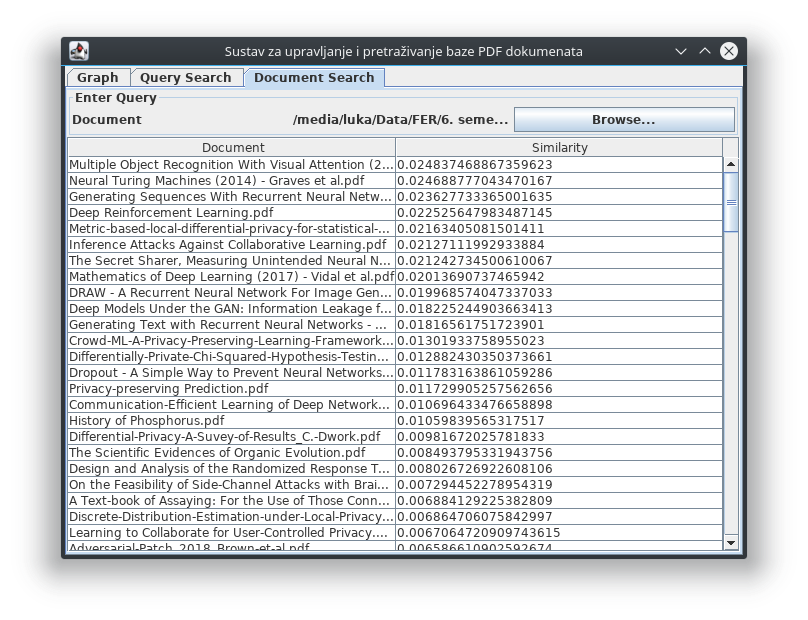 Sustav za upravljanje i pretraživanje baze PDF dokumenata
Graph Query Search Document Search
Enter Query
Document /media/luka/Data/FER/6. seme... Browse...
Document Similarity
Multiple Object Recognition With Visual Attention (2... 0.024837468867359623
Neural Turing Machines (2014) - Graves et al.pdf 0.024688777043470167
Generating Sequences With Recurrent Neural Netw... 0.023627733365001635
Deep Reinforcement Learning.pdf 0.022525647983487145
Metric-based-local-differential-privacy-for-statistical-... 0.02163405081501411
Inference Attacks Against Collaborative Learning.pdf 0.02127111992933884
The Secret Sharer, Measuring Unintended Neural N... 0.021242734500610067
Mathematics of Deep Learning (2017) - Vidal et al.pdf 0.02013690737465942
DRAW - A Recurrent Neural Network For Image Gen... 0.019968574047337033
Deep Models Under the GAN: Information Leakage f... 0.018225244903663413
Generating Text with Recurrent Neural Networks - ... 0.01816561751723901
Crowd-ML-A-Privacy-Preserving-Learning-Framework... 0.01301933758955023
Differentially-Private-Chi-Squared-Hypothesis-Testin... 0.012882430350373661
Dropout - A Simple Way to Prevent Neural Networks... 0.011783163861059286
Privacy-preserving Prediction.pdf 0.011729905257562656
Communication-Efficient Learning of Deep Network... 0.010696433476658898
History of Phosphorus.pdf 0.01059839565317517
Differential-Privacy-A-Suvey-of-Results_C.-Dwork.pdf 0.00981672025781833
The Scientific Evidences of Organic Evolution.pdf 0.008493795331943756
Design and Analysis of the Randomized Response T... 0.008026726922608106
On the Feasibility of Side-Channel Attacks with Brai... 0.007294452278954319
A Text-book of Assaying: For the Use of Those Conn... 0.006884129225382809
Discrete-Distribution-Estimation-under-Local-Privacy... 0.006864706075842997
Learning to Collaborate for User-Controlled Privacy.... 0.0067064720909743615
Adversarial-Patch_2018_Brown-et-al.pdf 0.006586610902592674